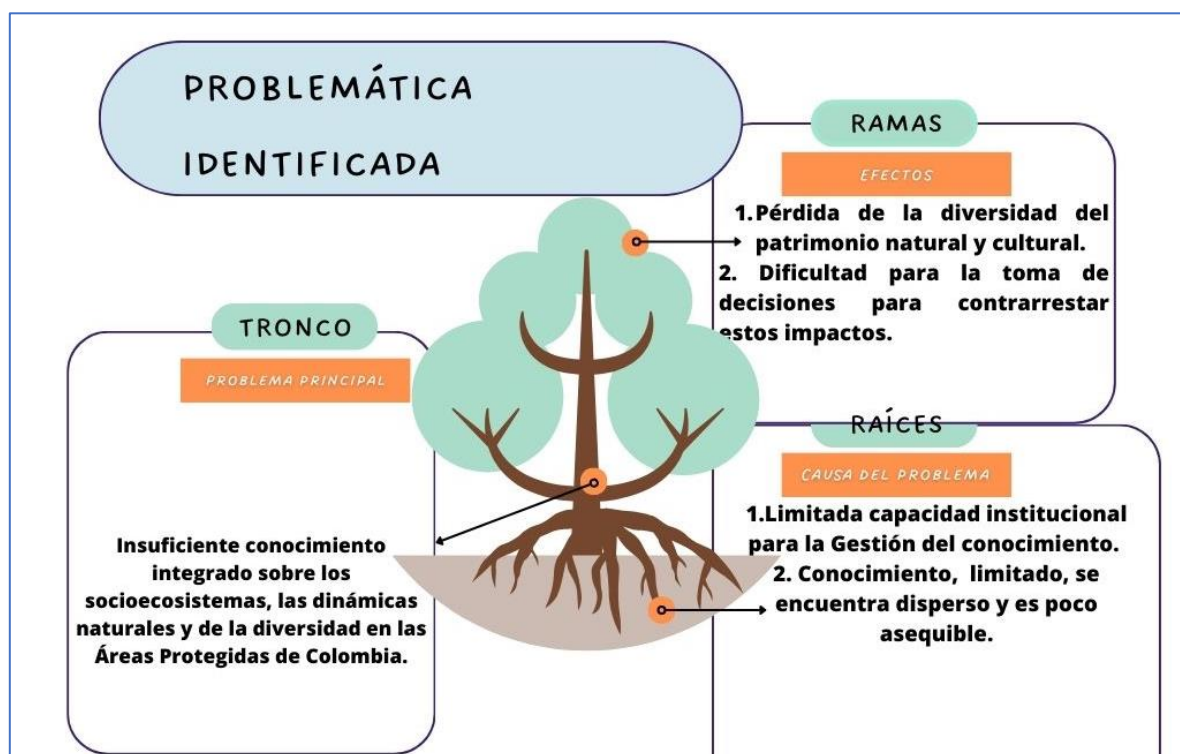 PROBLEMÁTICA
IDENTIFICADA
RAMAS
EFECTOS
1.Pérdida de la diversidad del
patrimonio natural y cultural.
2. Dificultad para la toma de
decisiones para contrarrestar
estos impactos.
TRONCO
PROBLEMA PRINCIPAL
Insuficiente conocimiento
integrado sobre los
socioecosistemas, las dinámicas
naturales y de la diversidad en las
Áreas Protegidas de Colombia.
RAÍCES
CAUSA DEL PROBLEMA
1.Limitada capacidad institucional
para la Gestión del conocimiento.
2. Conocimiento, limitado, se
encuentra disperso y es poco
asequible.